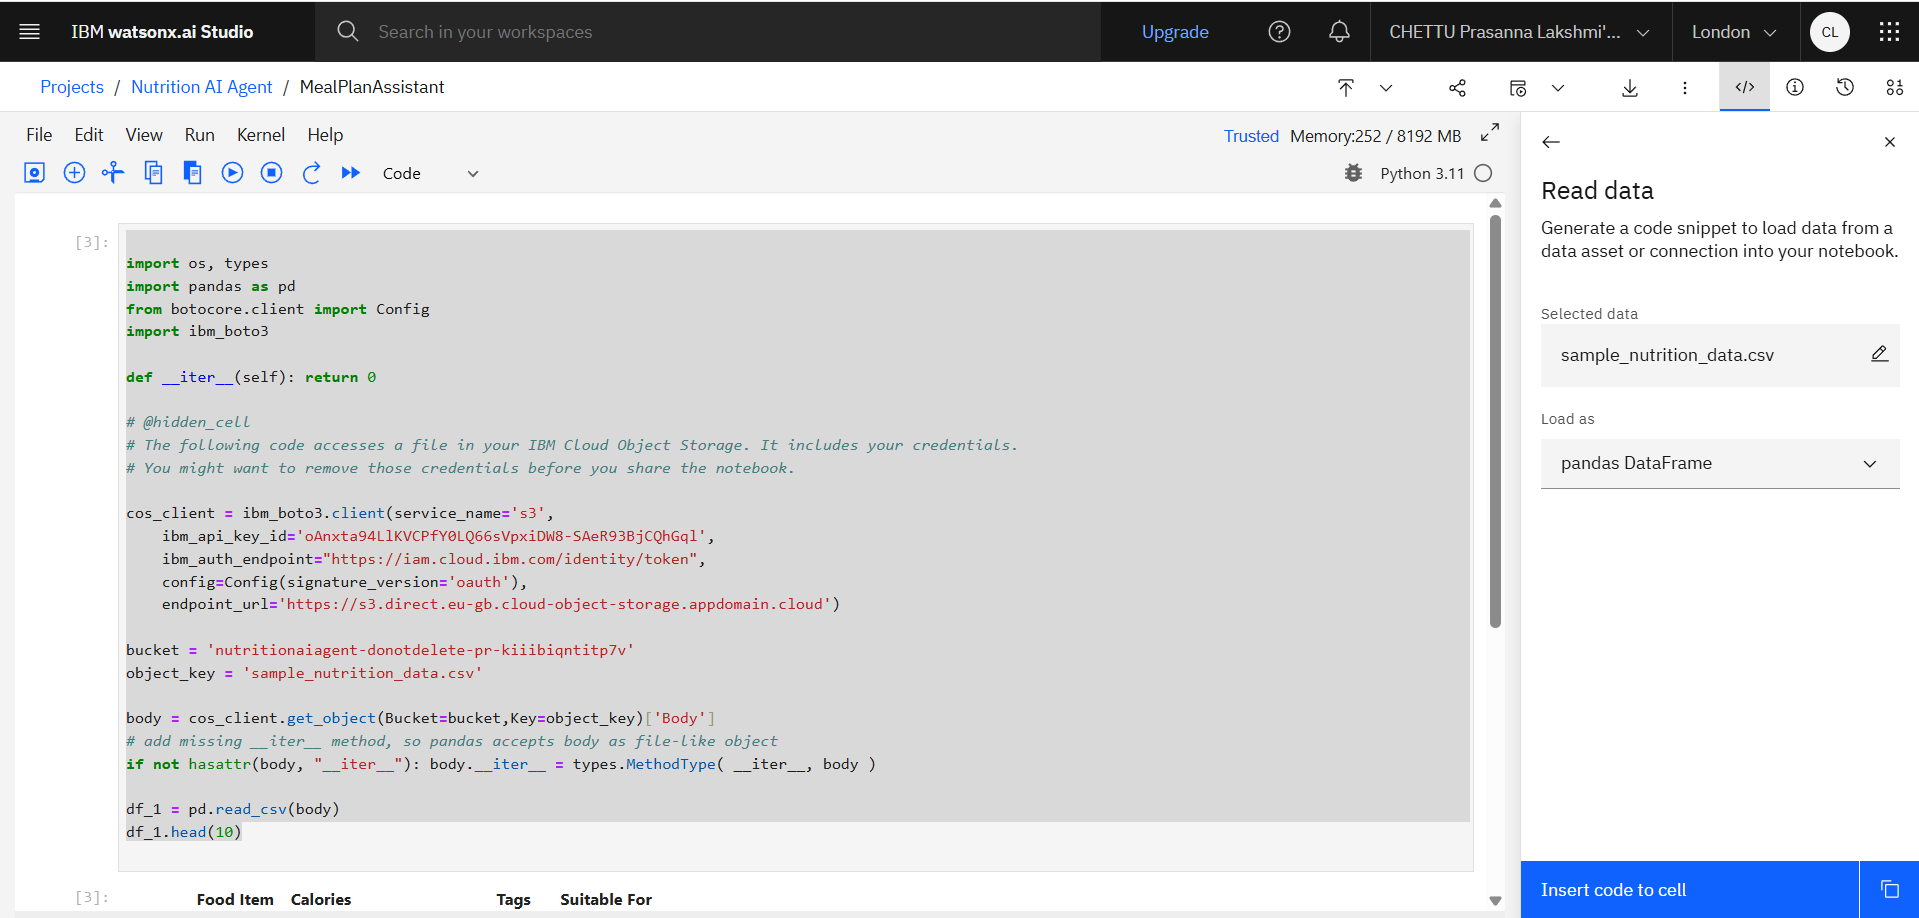 IBM watsonx.ai Studio
Search in your workspaces
Upgrade
CHETTU Prasanna Lakshmi'...
London
CL
Projects / Nutrition AI Agent / MealPlanAssistant
File Edit View Run Kernel Help
Trusted Memory:252 / 8192 MB
Code
Python 3.11
[3]:
import os, types
import pandas as pd
from botocore.client import Config
import ibm_boto3
def __iter__(self): return 0
# @hidden_cell
# The following code accesses a file in your IBM Cloud Object Storage. It includes your credentials.
# You might want to remove those credentials before you share the notebook.
cos_client = ibm_boto3.client(service_name='s3',
ibm_api_key_id='oAnxta94LlKVCPfY0LQ66sVpxiDW8-SAeR93BjCQhGql',
ibm_auth_endpoint="https://iam.cloud.ibm.com/identity/token",
config=Config(signature_version='oauth'),
endpoint_url='https://s3.direct.eu-gb.cloud-object-storage.appdomain.cloud')
bucket = 'nutritionaiagent-donotdelete-pr-kiiibiqntitp7v'
object_key = 'sample_nutrition_data.csv'
body = cos_client.get_object(Bucket=bucket,Key=object_key)['Body']
# add missing __iter__ method, so pandas accepts body as file-like object
if not hasattr(body, "__iter__"): body.__iter__ = types.MethodType( __iter__, body )
df_1 = pd.read_csv(body)
df_1.head(10)
[3]:
Food Item Calories Tags Suitable For
Read data
Generate a code snippet to load data from a
data asset or connection into your notebook.
Selected data
sample_nutrition_data.csv
Load as
pandas DataFrame
Insert code to cell